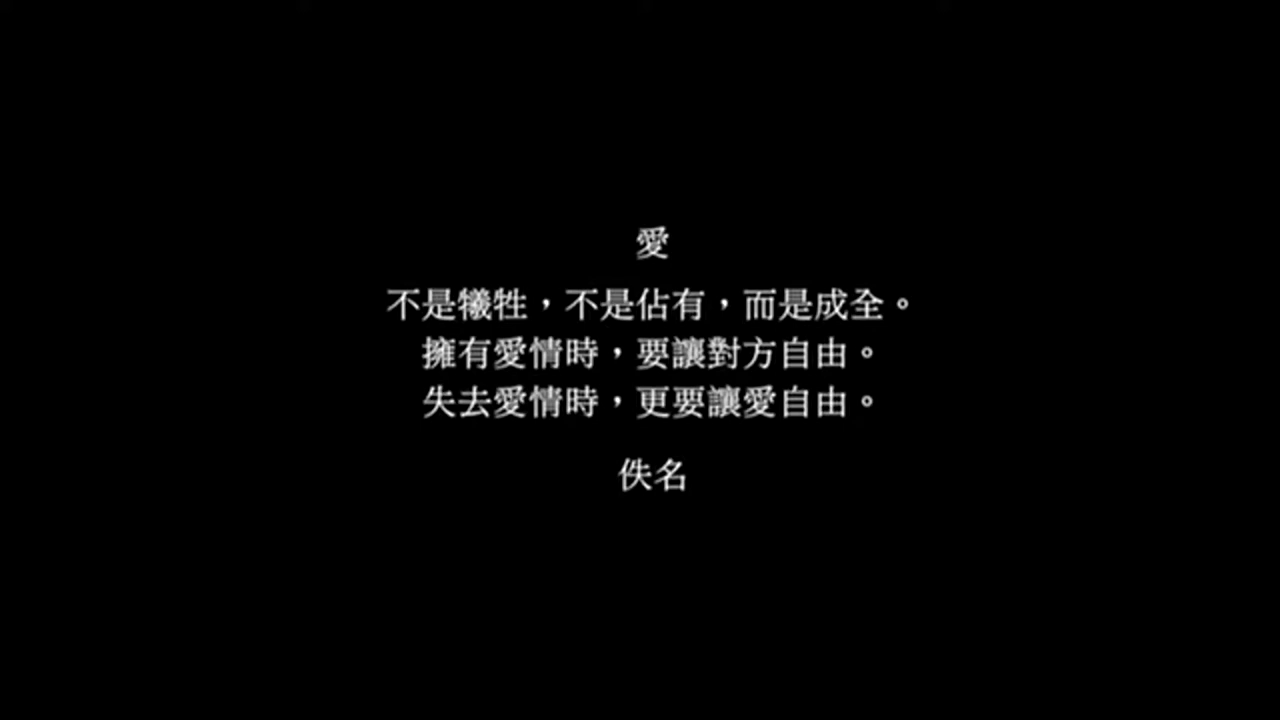 愛
不是犧牲，不是佔有，而是成全。
擁有愛情時，要讓對方自由。
失去愛情時，更要讓愛自由。
佚名